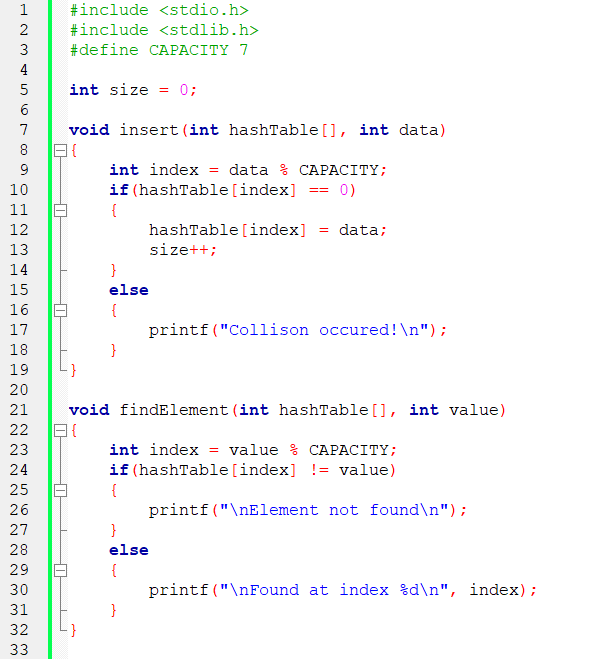 1 #include <stdio.h>
2 #include <stdlib.h>
3 #define CAPACITY 7
4
5 int size = 0;
6
7 void insert(int hashTable[], int data)
8 {
9 int index = data % CAPACITY;
10 if(hashTable[index] == 0)
11 {
12 hashTable[index] = data;
13 size++;
14 }
15 else
16 {
17 printf("Collison occured!\n");
18 }
19 }
20
21 void findElement(int hashTable[], int value)
22 {
23 int index = value % CAPACITY;
24 if(hashTable[index] != value)
25 {
26 printf("\nElement not found\n");
27 }
28 else
29 {
30 printf("\nFound at index %d\n", index);
31 }
32 }
33